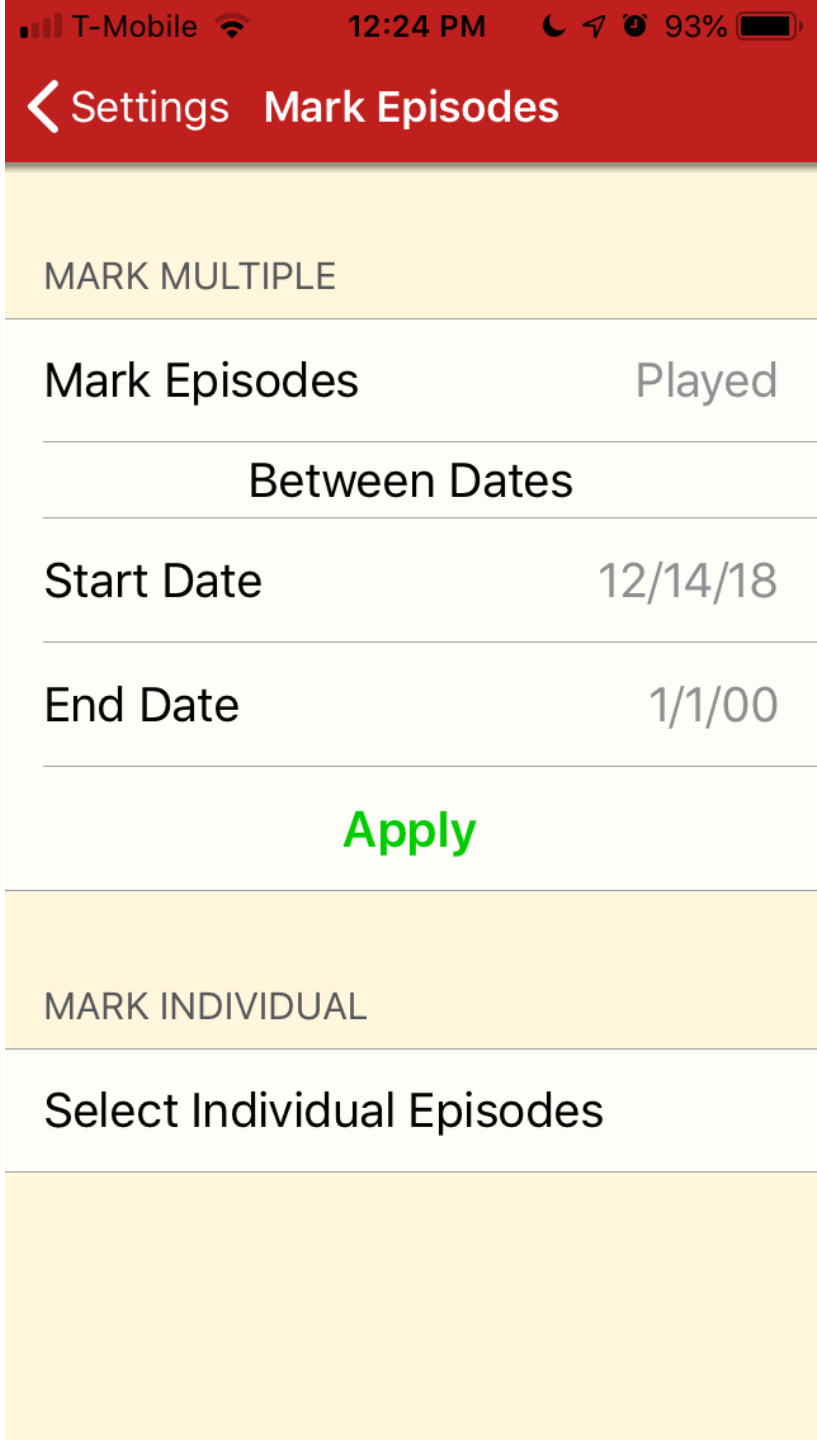 T-Mobile 12:24 PM 93%
Settings Mark Episodes
MARK MULTIPLE
Mark Episodes Played
Between Dates
Start Date 12/14/18
End Date 1/1/00
Apply
MARK INDIVIDUAL
Select Individual Episodes